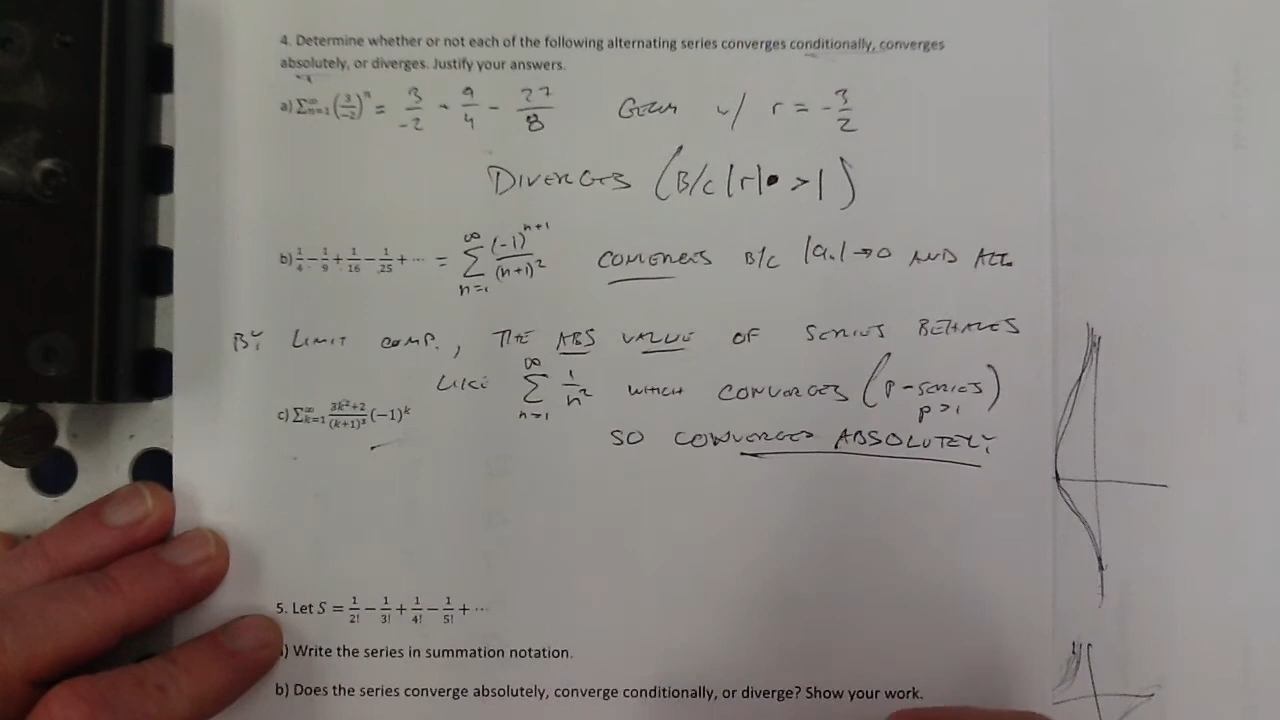 4. Determine whether or not each of the following alternating series converges conditionally, converges
absolutely, or diverges. Justify your answers.
a) ∑_{n=1}^{∞} (3/−2)^n = 3/−2 + 9/4 − 27/8 GEOM w/ r = −3/2
DIVERGES (B/C |r| > 1)
b) 1/4 − 1/9 + 1/16 − 1/25 + ⋯ = ∑_{n=1}^{∞} (−1)^{n+1}/(n+1)^2 CONVERGES B/C |aₙ| → 0 AND ALT.
BY LIMIT COMP., THE ABS VALUE OF SERIES BEHAVES
LIKE ∑_{n=1}^{∞} 1/n^2 WHICH CONVERGES (P-SERIES) P>1
c) ∑_{k=1}^{∞} (3k²+2)/(k+1)³ (−1)^k
SO CONVERGES ABSOLUTELY.
5. Let S = 1/2! − 1/3! + 1/4! − 1/5! + ⋯
) Write the series in summation notation.
b) Does the series converge absolutely, converge conditionally, or diverge? Show your work.